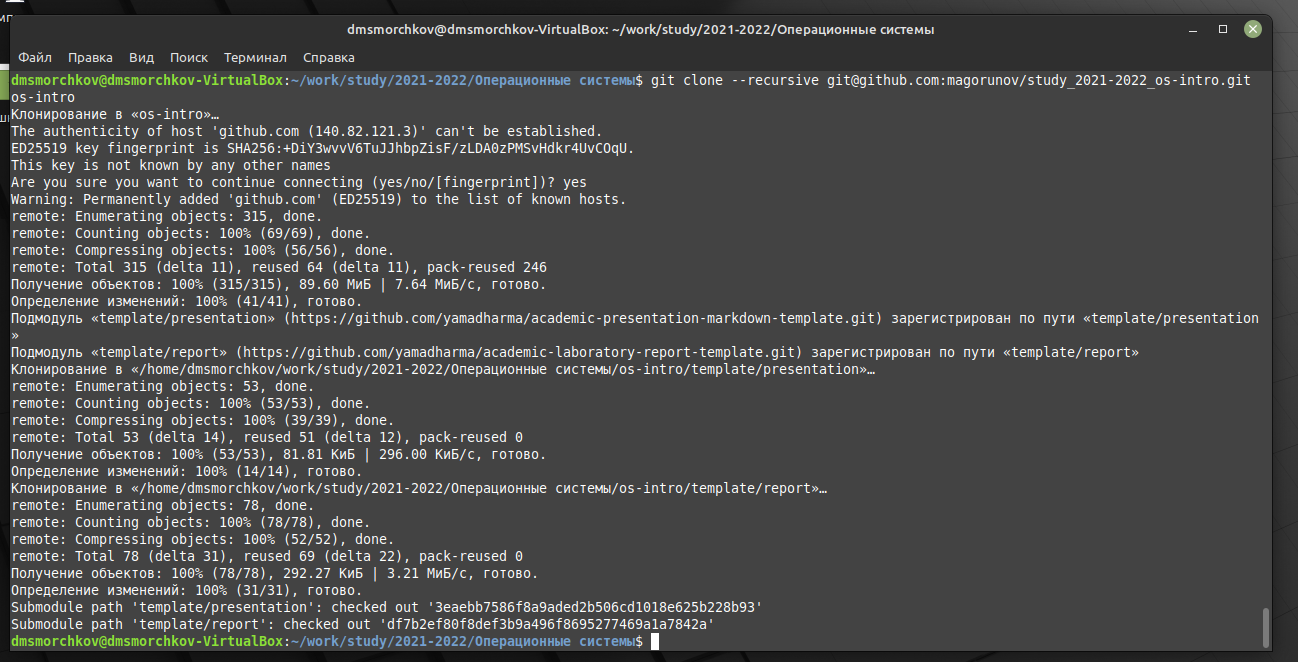 dmsmorchkov@dmsmorchkov-VirtualBox: ~/work/study/2021-2022/Операционные системы
Файл Правка Вид Поиск Терминал Справка
dmsmorchkov@dmsmorchkov-VirtualBox:~/work/study/2021-2022/Операционные системы$ git clone --recursive git@github.com:magorunov/study_2021-2022_os-intro.git
os-intro
Клонирование в «os-intro»…
The authenticity of host 'github.com (140.82.121.3)' can't be established.
ED25519 key fingerprint is SHA256:+DiY3wvvV6TuJJhbpZisF/zLDA0zPMSvHdkr4UvCOqU.
This key is not known by any other names
Are you sure you want to continue connecting (yes/no/[fingerprint])? yes
Warning: Permanently added 'github.com' (ED25519) to the list of known hosts.
remote: Enumerating objects: 315, done.
remote: Counting objects: 100% (69/69), done.
remote: Compressing objects: 100% (56/56), done.
remote: Total 315 (delta 11), reused 64 (delta 11), pack-reused 246
Получение объектов: 100% (315/315), 89.60 МиБ | 7.64 МиБ/с, готово.
Определение изменений: 100% (41/41), готово.
Подмодуль «template/presentation» (https://github.com/yamadharma/academic-presentation-markdown-template.git) зарегистрирован по пути «template/presentation
»
Подмодуль «template/report» (https://github.com/yamadharma/academic-laboratory-report-template.git) зарегистрирован по пути «template/report»
Клонирование в «/home/dmsmorchkov/work/study/2021-2022/Операционные системы/os-intro/template/presentation»…
remote: Enumerating objects: 53, done.
remote: Counting objects: 100% (53/53), done.
remote: Compressing objects: 100% (39/39), done.
remote: Total 53 (delta 14), reused 51 (delta 12), pack-reused 0
Получение объектов: 100% (53/53), 81.81 КиБ | 296.00 КиБ/с, готово.
Определение изменений: 100% (14/14), готово.
Клонирование в «/home/dmsmorchkov/work/study/2021-2022/Операционные системы/os-intro/template/report»…
remote: Enumerating objects: 78, done.
remote: Counting objects: 100% (78/78), done.
remote: Compressing objects: 100% (52/52), done.
remote: Total 78 (delta 31), reused 69 (delta 22), pack-reused 0
Получение объектов: 100% (78/78), 292.27 КиБ | 3.21 МиБ/с, готово.
Определение изменений: 100% (31/31), готово.
Submodule path 'template/presentation': checked out '3eaebb7586f8a9aded2b506cd1018e625b228b93'
Submodule path 'template/report': checked out 'df7b2ef80f8def3b9a496f8695277469a1a7842a'
dmsmorchkov@dmsmorchkov-VirtualBox:~/work/study/2021-2022/Операционные системы$